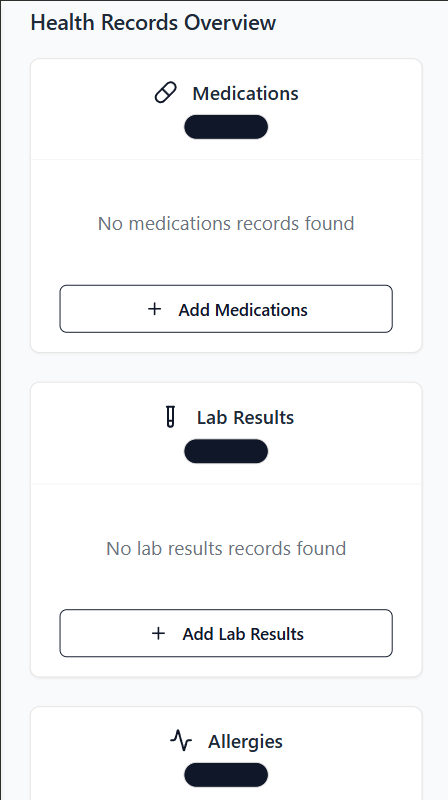 Health Records Overview
Medications
No medications records found
+ Add Medications
Lab Results
No lab results records found
+ Add Lab Results
Allergies